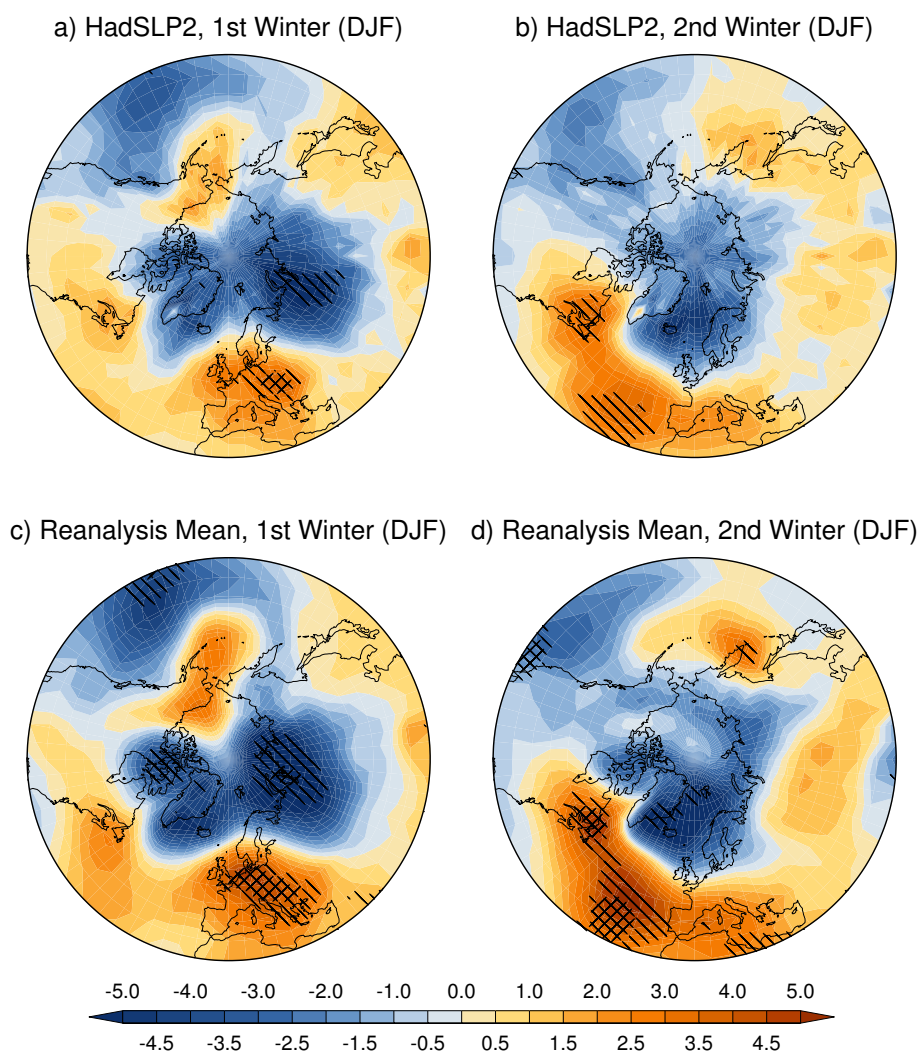 a) HadSLP2, 1st Winter (DJF)
b) HadSLP2, 2nd Winter (DJF)
c) Reanalysis Mean, 1st Winter (DJF)
d) Reanalysis Mean, 2nd Winter (DJF)
-5.0 -4.0 -3.0 -2.0 -1.0 0.0 1.0 2.0 3.0 4.0 5.0
-4.5 -3.5 -2.5 -1.5 -0.5 0.5 1.5 2.5 3.5 4.5